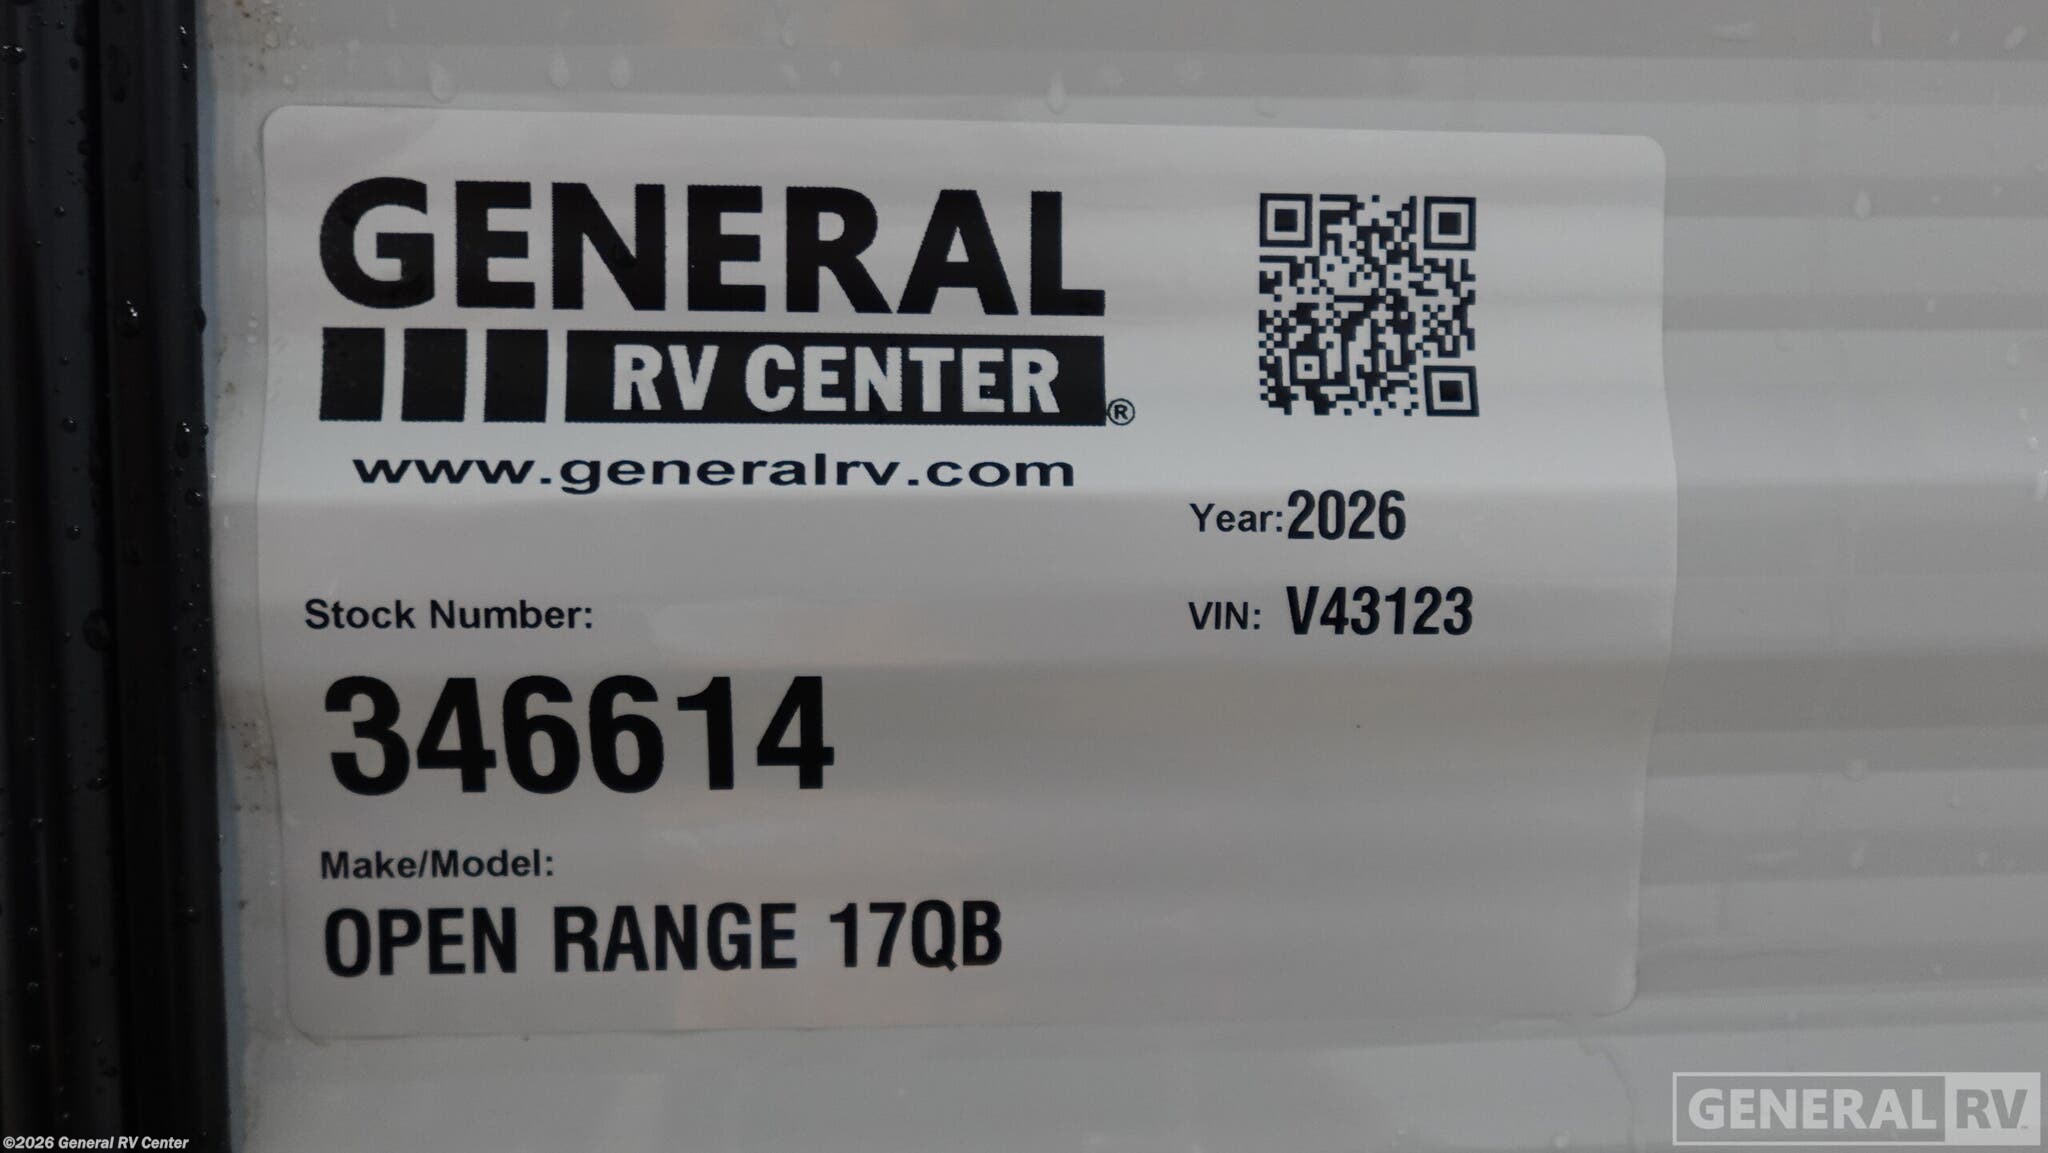 GENERAL
RV CENTER®
www.generalrv.com
Year: 2026
VIN: V43123
Stock Number:
346614
Make/Model:
OPEN RANGE 17QB
GENERAL RV™
©2026 General RV Center